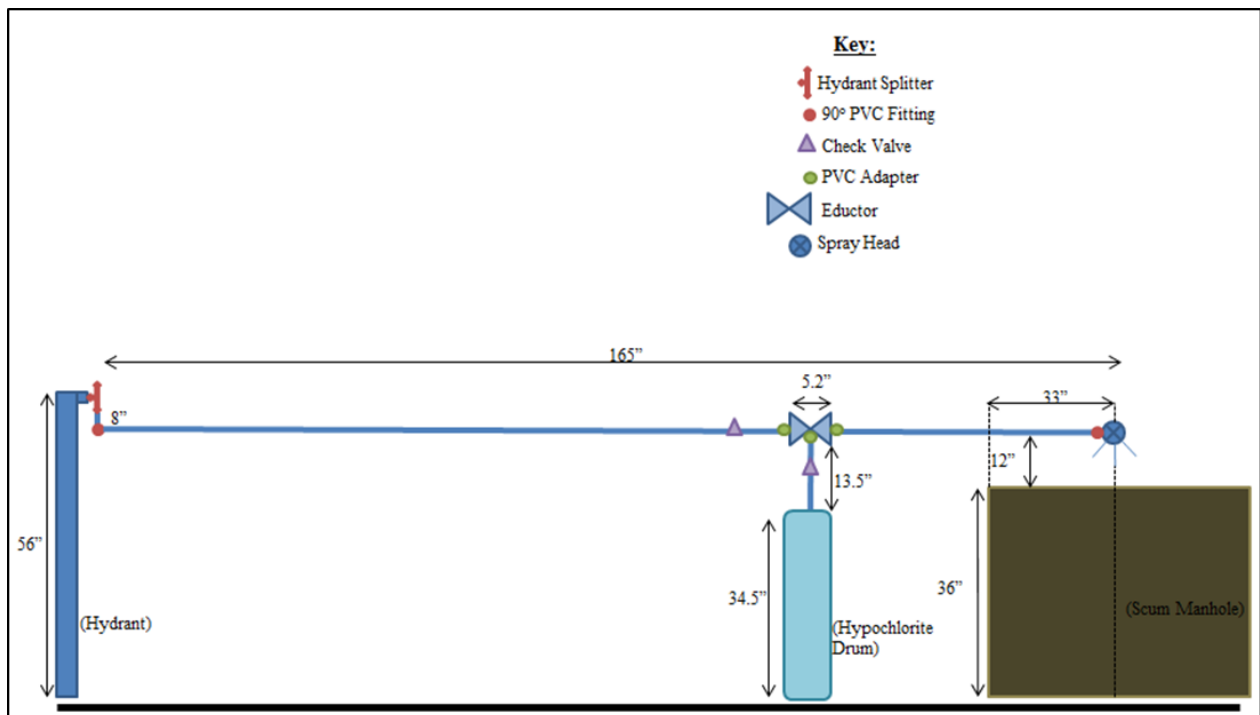 Key:
Hydrant Splitter
90° PVC Fitting
Check Valve
PVC Adapter
Eductor
Spray Head
165”
5.2”
33”
8”
12”
13.5”
56”
34.5”
36”
(Hydrant)
(Hypochlorite
Drum)
(Scum Manhole)